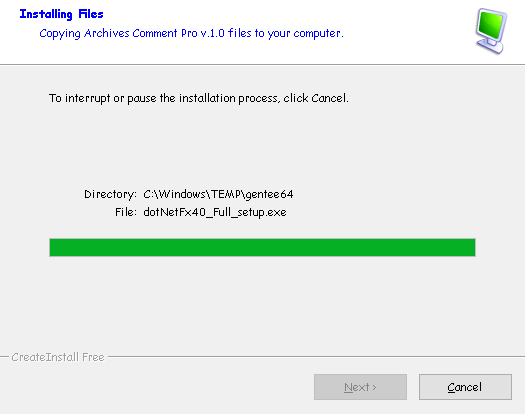 Installing Files
Copying Archives Comment Pro v.1.0 files to your computer.
To interrupt or pause the installation process, click Cancel.
Directory: C:\Windows\TEMP\gentee64
File: dotNetFx40_Full_setup.exe
CreateInstall Free
Next >
Cancel